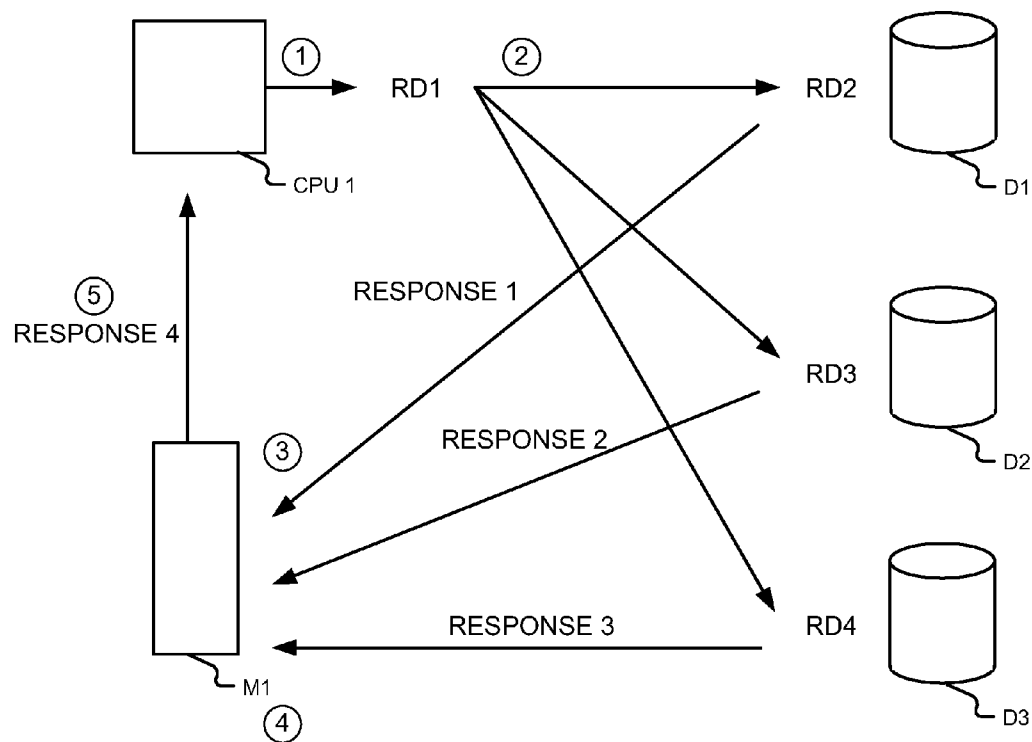 1
2
RD1
RD2
CPU 1
D1
RESPONSE 1
5
RESPONSE 4
RD3
3
RESPONSE 2
D2
RESPONSE 3
RD4
M1
4
D3